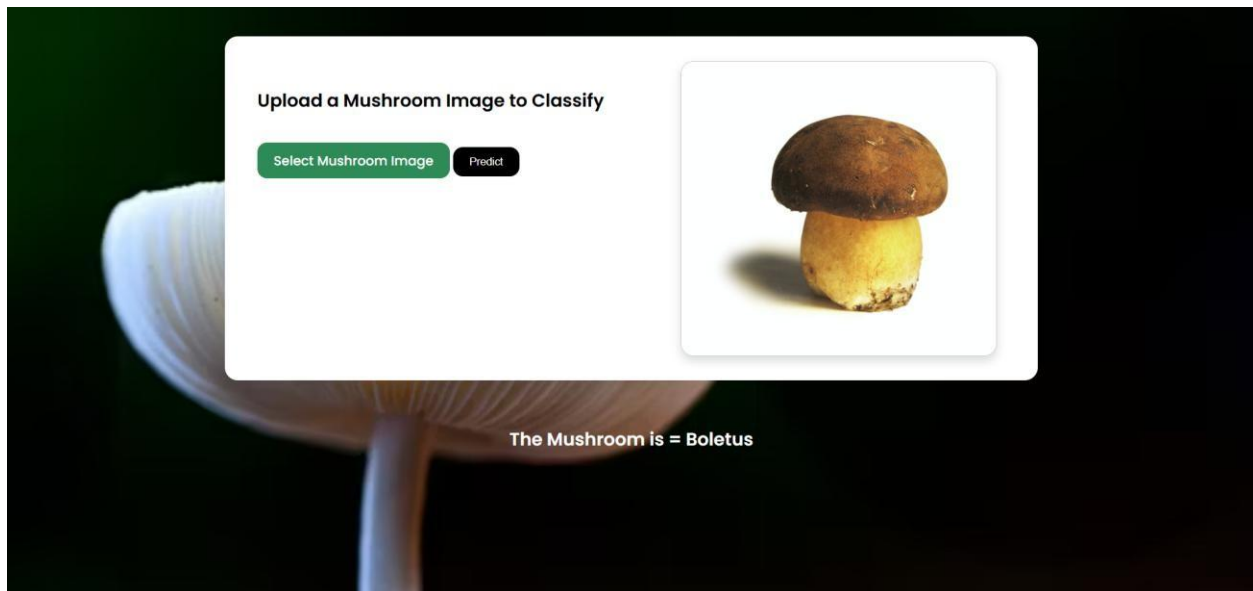 Upload a Mushroom Image to Classify
Select Mushroom Image Predict
The Mushroom is = Boletus